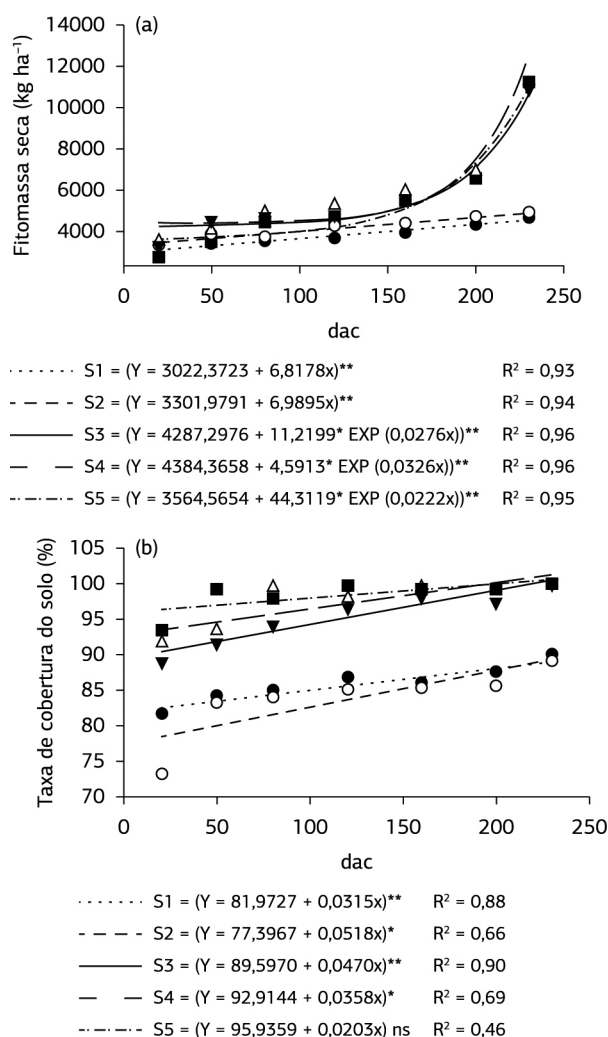 (a)
Fitomassa seca (kg ha⁻¹)
14000
12000
10000
8000
6000
4000
0 50 100 150 200 250
dac
S1 = (Y = 3022,3723 + 6,8178x)** R² = 0,93
S2 = (Y = 3301,9791 + 6,9895x)** R² = 0,94
S3 = (Y = 4287,2976 + 11,2199* EXP (0,0276x))** R² = 0,96
S4 = (Y = 4384,3658 + 4,5913* EXP (0,0326x))** R² = 0,96
S5 = (Y = 3564,5654 + 44,3119* EXP (0,0222x))** R² = 0,95
(b)
Taxa de cobertura do solo (%)
105
100
95
90
85
80
75
70
0 50 100 150 200 250
dac
S1 = (Y = 81,9727 + 0,0315x)** R² = 0,88
S2 = (Y = 77,3967 + 0,0518x)* R² = 0,66
S3 = (Y = 89,5970 + 0,0470x)** R² = 0,90
S4 = (Y = 92,9144 + 0,0358x)* R² = 0,69
S5 = (Y = 95,9359 + 0,0203x) ns R² = 0,46